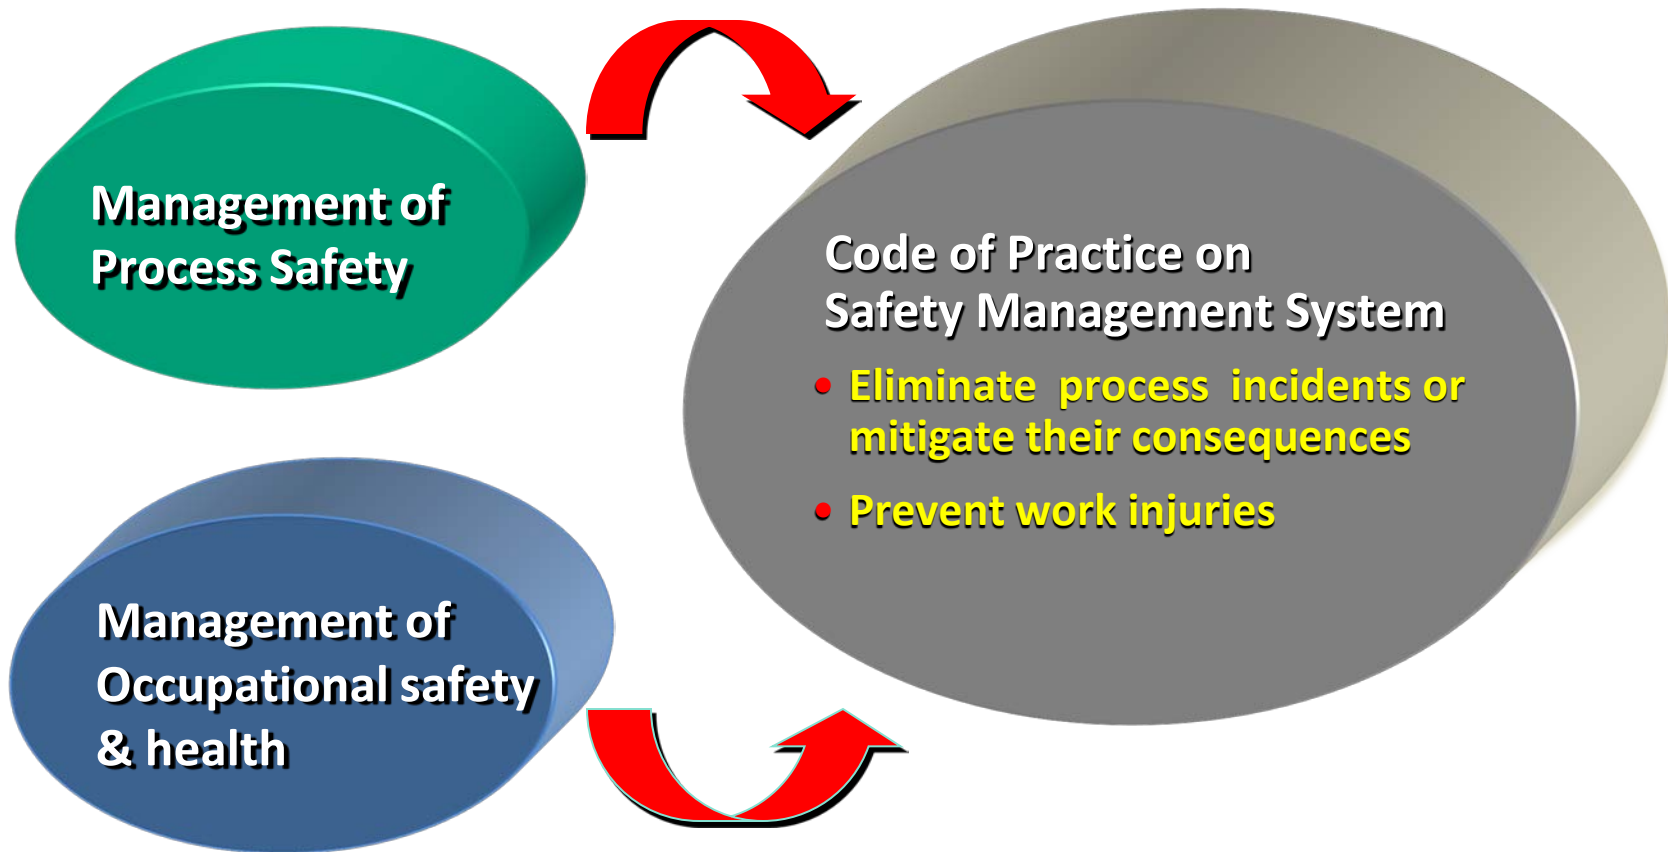 Management of
Process Safety
Code of Practice on
Safety Management System
• Eliminate process incidents or
mitigate their consequences
• Prevent work injuries
Management of
Occupational safety
& health